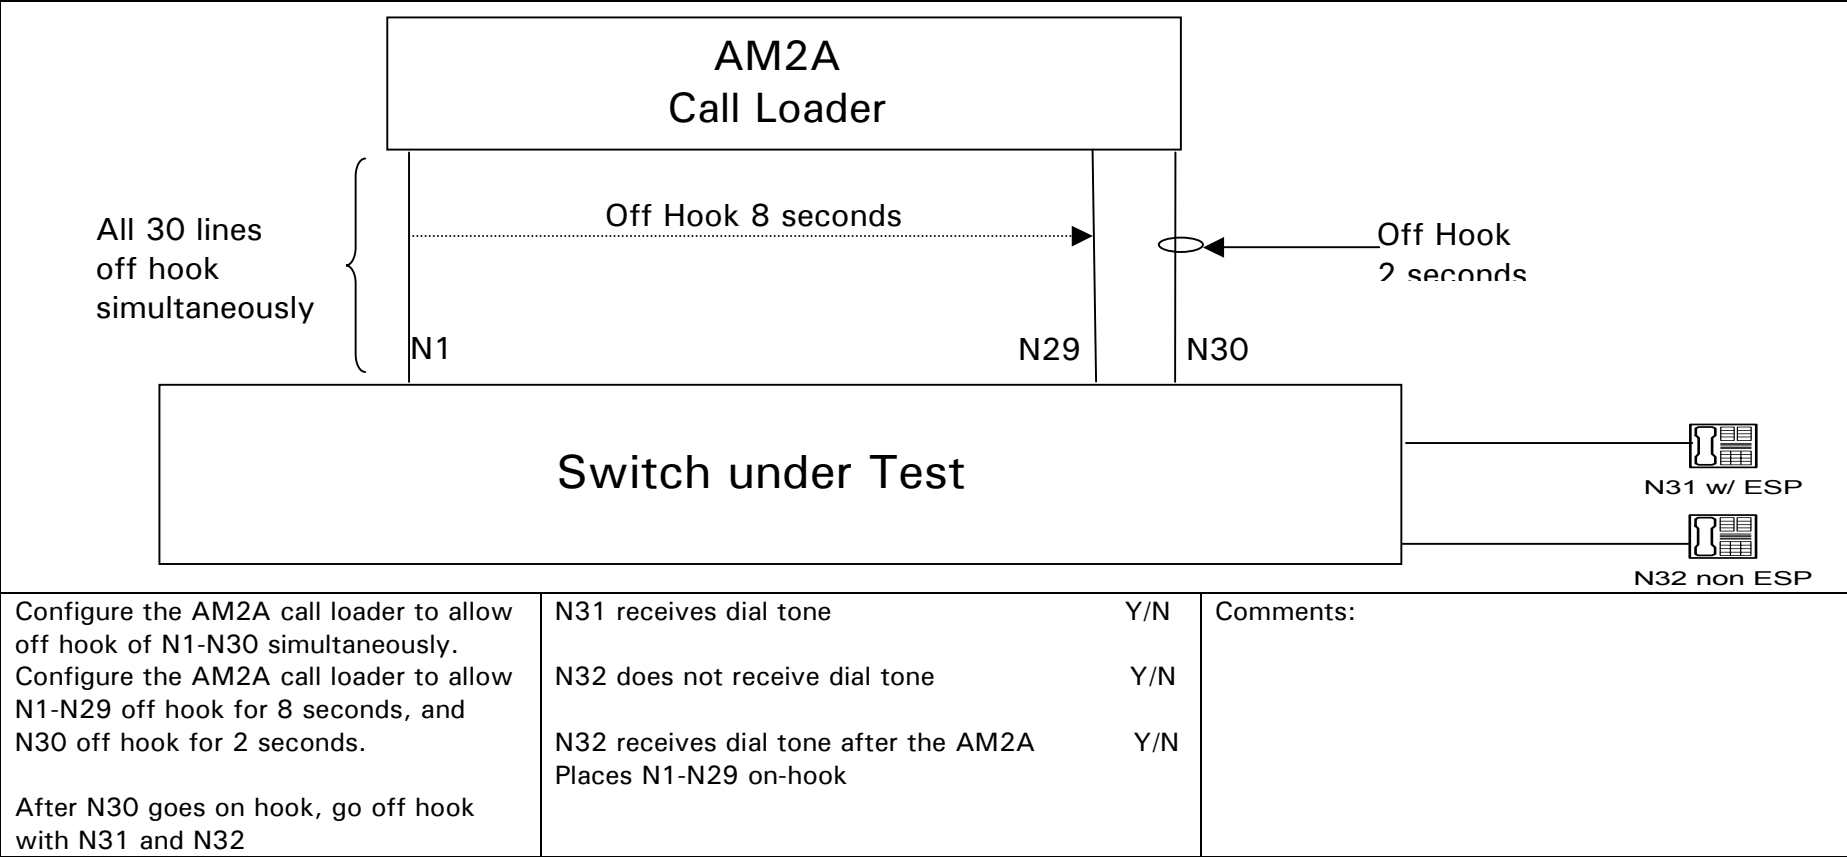 AM2A
Call Loader
All 30 lines
off hook
simultaneously
Off Hook 8 seconds
Off Hook
2 seconds
N1
N29
N30
Switch under Test
N31 w/ ESP
N32 non ESP
Configure the AM2A call loader to allow
off hook of N1-N30 simultaneously.
Configure the AM2A call loader to allow
N1-N29 off hook for 8 seconds, and
N30 off hook for 2 seconds.
After N30 goes on hook, go off hook
with N31 and N32
N31 receives dial tone Y/N
N32 does not receive dial tone Y/N
N32 receives dial tone after the AM2A Y/N
Places N1-N29 on-hook
Comments: